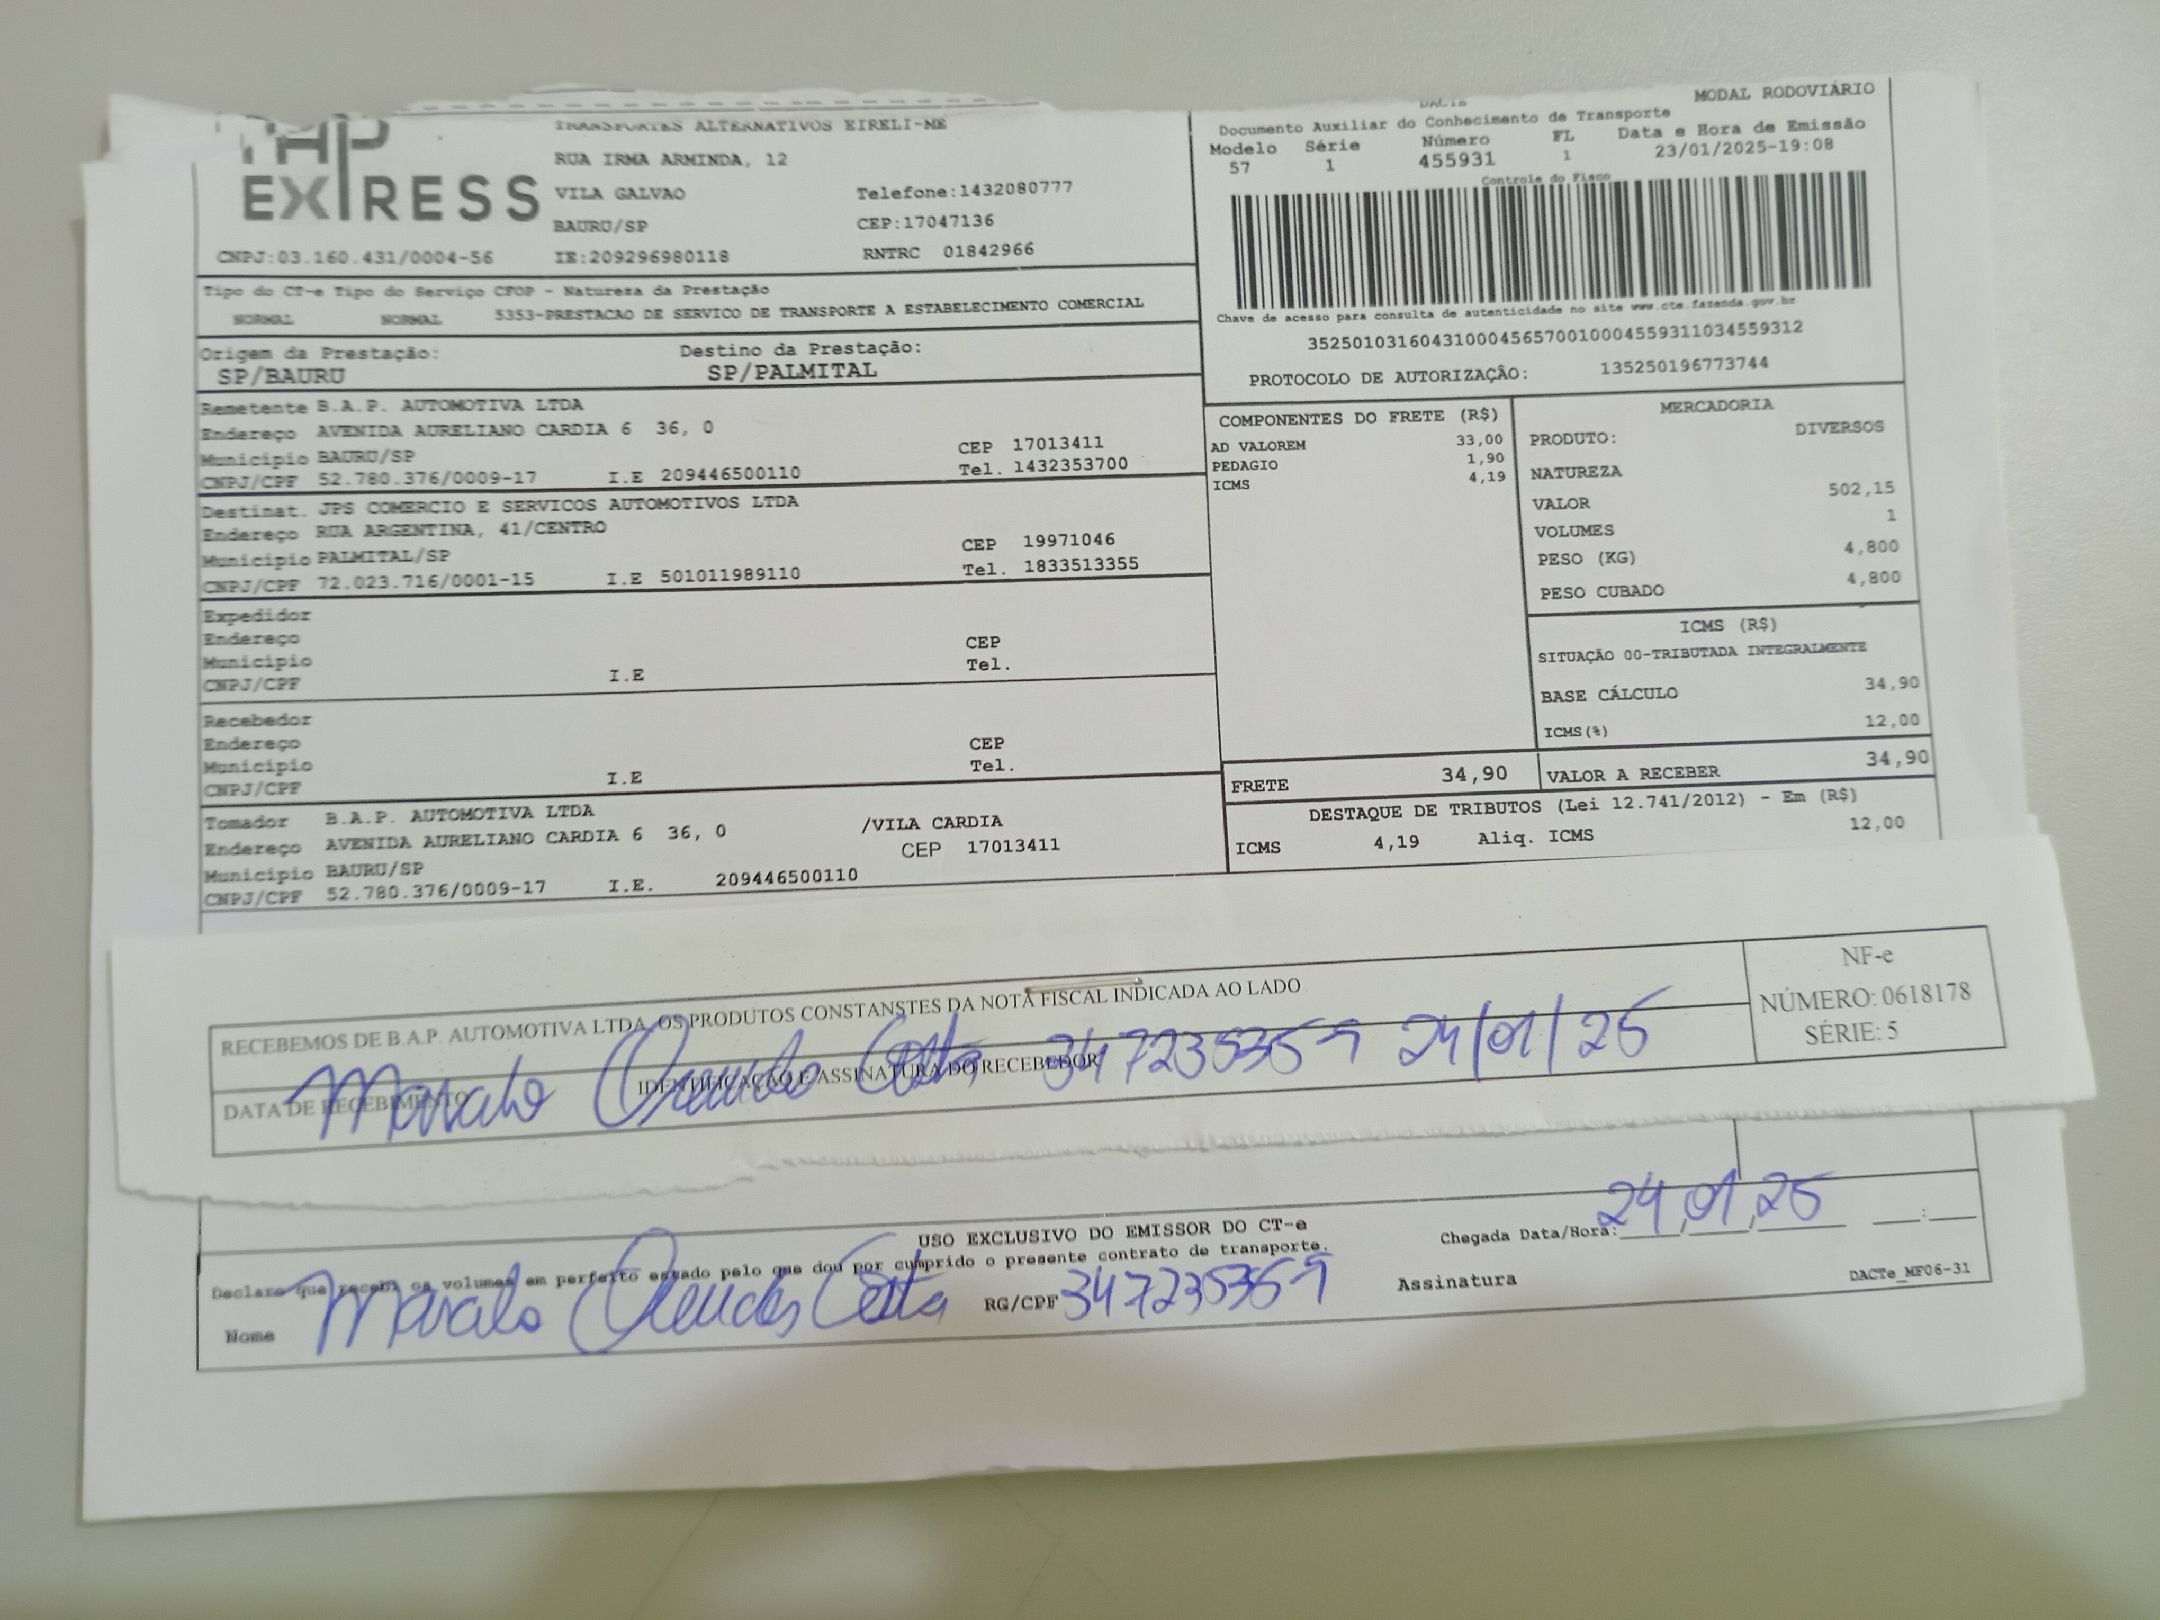 EXPRESS
TRANSPORTES ALTERNATIVOS EIRELI-ME
RUA IRMA ARMINDA, 12
VILA GALVAO Telefone:1432080777
BAURU/SP CEP:17047136
CNPJ:03.160.431/0004-56 IE:209296980118 RNTRC 01842966
MODAL RODOVIÁRIO
Documento Auxiliar do Conhecimento de Transporte
Modelo Série Número FL Data e Hora de Emissão
57 1 455931 1 23/01/2025-19:08
Controle do Fisco
Chave de acesso para consulta de autenticidade no site www.cte.fazenda.gov.br
35250103160431000456570010004559311034559312
PROTOCOLO DE AUTORIZAÇÃO: 135250196773744
Tipo do CT-e Tipo do Serviço CFOP - Natureza da Prestação
NORMAL NORMAL 5353-PRESTACAO DE SERVICO DE TRANSPORTE A ESTABELECIMENTO COMERCIAL
Origem da Prestação: Destino da Prestação:
SP/BAURU SP/PALMITAL
Remetente B.A.P. AUTOMOTIVA LTDA
Endereço AVENIDA AURELIANO CARDIA 6 36, 0
Município BAURU/SP CEP 17013411
CNPJ/CPF 52.780.376/0009-17 I.E 209446500110 Tel. 1432353700
Destinat. JPS COMERCIO E SERVICOS AUTOMOTIVOS LTDA
Endereço RUA ARGENTINA, 41/CENTRO
Município PALMITAL/SP CEP 19971046
CNPJ/CPF 72.023.716/0001-15 I.E 501011989110 Tel. 1833513355
Expedidor
Endereço
Município CEP
CNPJ/CPF I.E Tel.
Recebedor
Endereço
Município CEP
CNPJ/CPF I.E Tel.
Tomador B.A.P. AUTOMOTIVA LTDA
Endereço AVENIDA AURELIANO CARDIA 6 36, 0 /VILA CARDIA
Município BAURU/SP CEP 17013411
CNPJ/CPF 52.780.376/0009-17 I.E. 209446500110
COMPONENTES DO FRETE (R$)
AD VALOREM 33,00
PEDAGIO 1,90
ICMS 4,19
MERCADORIA
PRODUTO: DIVERSOS
NATUREZA
VALOR 502,15
VOLUMES 1
PESO (KG) 4,800
PESO CUBADO 4,800
ICMS (R$)
SITUAÇÃO 00-TRIBUTADA INTEGRALMENTE
BASE CÁLCULO 34,90
ICMS(%) 12,00
FRETE 34,90 VALOR A RECEBER 34,90
DESTAQUE DE TRIBUTOS (Lei 12.741/2012) - Em (R$)
ICMS 4,19 Aliq. ICMS 12,00
RECEBEMOS DE B.A.P. AUTOMOTIVA LTDA, OS PRODUTOS CONSTANSTES DA NOTA FISCAL INDICADA AO LADO
DATA DE RECEBIMENTO IDENTIFICAÇÃO E ASSINATURA DO RECEBEDOR
Costa 347235359 24/01/25
NF-e
NÚMERO: 0618178
SÉRIE: 5
USO EXCLUSIVO DO EMISSOR DO CT-e
Declaro que recebi os volumes em perfeito estado pelo que dou por cumprido o presente contrato de transporte.
Chegada Data/Hora: 24/01/25 :
Nome Costa RG/CPF 347235359 Assinatura
DACTe_MF06-31